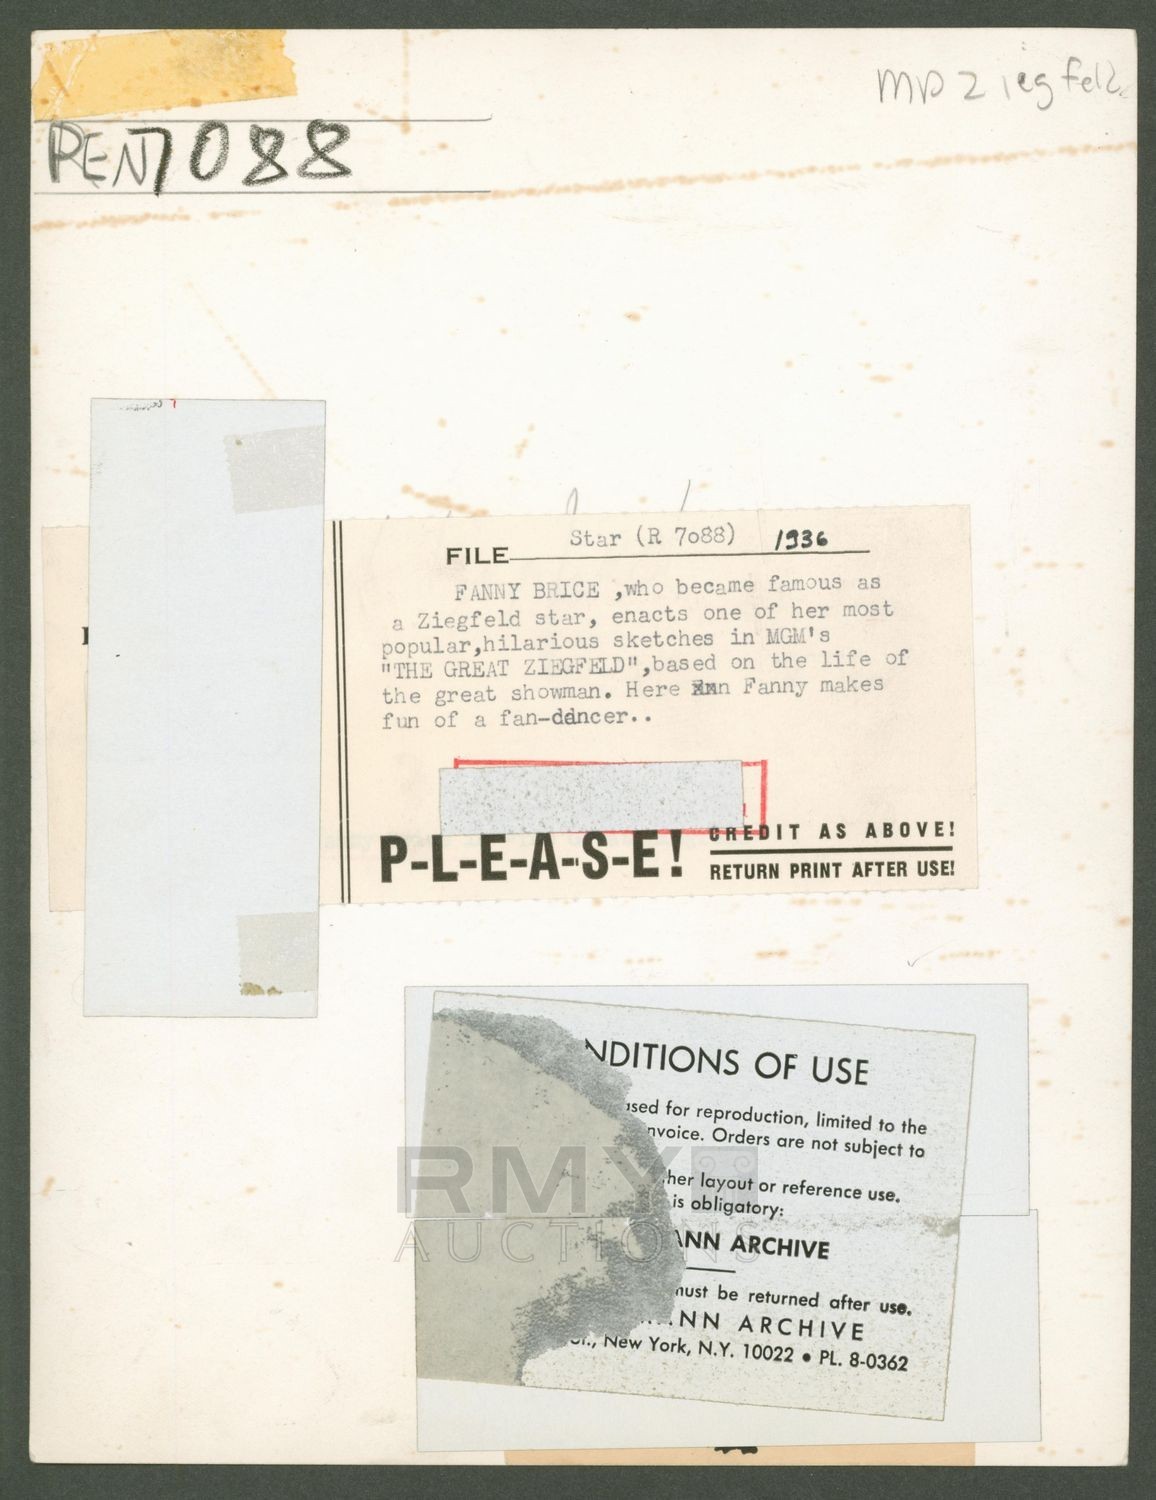 MP Ziegfeld
PEN7088
FILE Star (R 7o88) 1936
FANNY BRICE ,who became famous as
a Ziegfeld star, enacts one of her most
popular,hilarious sketches in MGM's
"THE GREAT ZIEGFELD",based on the life of
the great showman. Here Fanny makes
fun of a fan-dancer..
P-L-E-A-S-E! CREDIT AS ABOVE!
RETURN PRINT AFTER USE!
NDITIONS OF USE
ased for reproduction, limited to the
nvoice. Orders are not subject to
her layout or reference use.
is obligatory:
ANN ARCHIVE
must be returned after use.
NN ARCHIVE
St., New York, N.Y. 10022 • PL. 8-0362
RMY
AUCTIONS